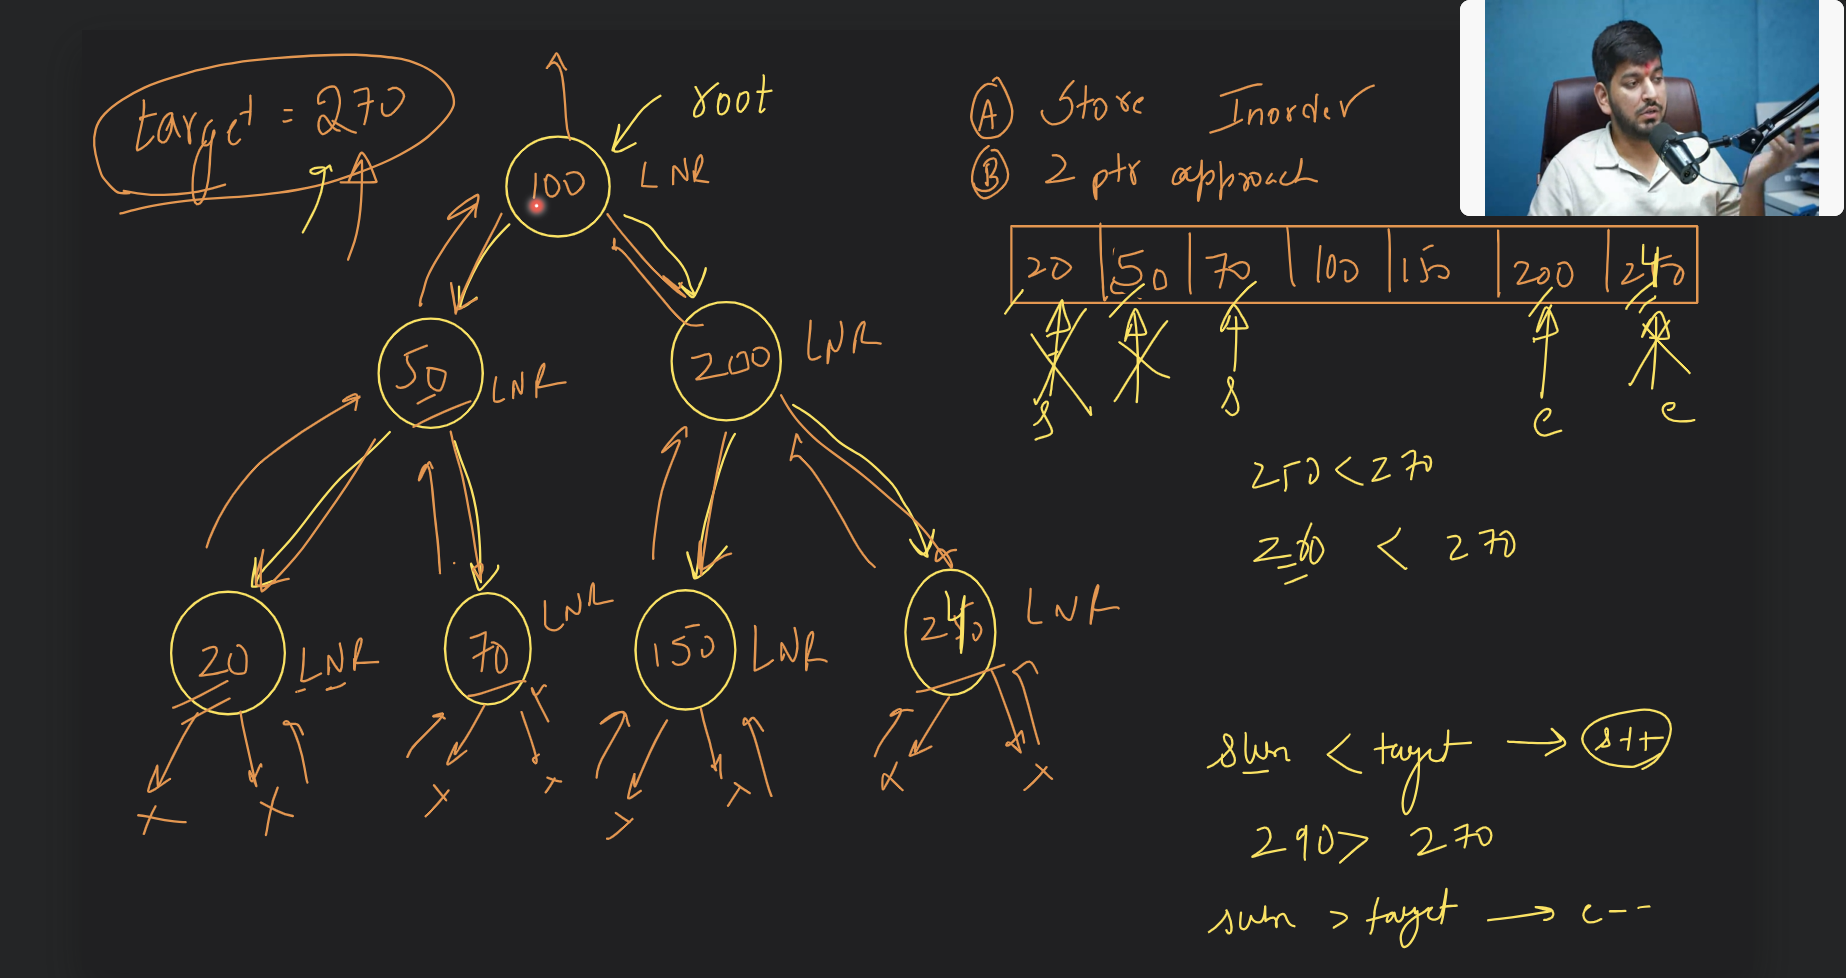 target = 270
root
100 LNR
50 LNR
200 LNR
20 LNR
70 LNR
150 LNR
240 LNR
A Store Inorder
B 2 ptr approach
20 50 70 100 150 200 240
s s e e
250 < 270
260 < 270
sum < target → s++
290 > 270
sum > target → e--